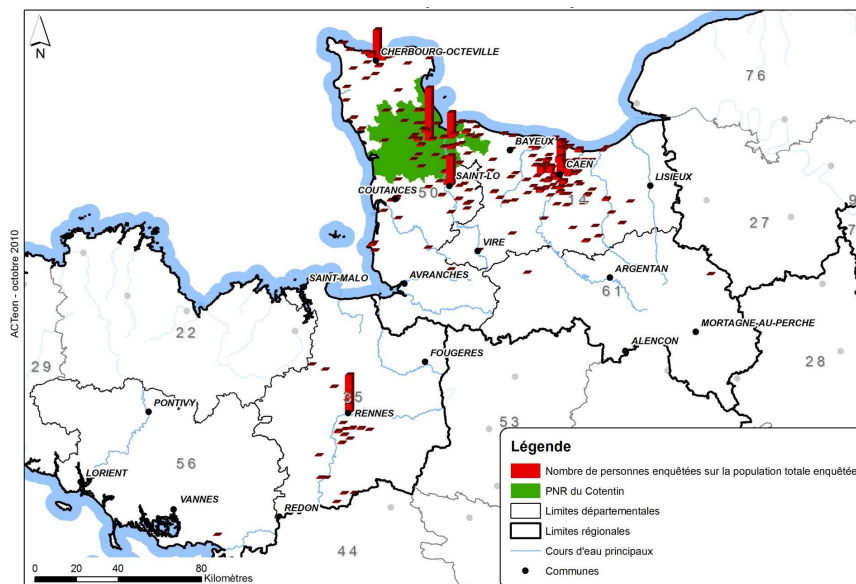 N
CHERBOURG-OCTEVILLE
76
BAYEUX
CAEN
SAINT-LO
LISIEUX
COUTANCES
50
14
27
9
7
VIRE
SAINT-MALO
AVRANCHES
ARGENTAN
61
22
MORTAGNE-AU-PERCHE
ALENCON
FOUGERES
29
28
35
PONTIVY
RENNES
53
56
LORIENT
VANNES
REDON
44
ACTeon - octobre 2010
0 20 40 80
Kilomètres
Légende
Nombre de personnes enquêtées sur la population totale enquêtée
PNR du Cotentin
Limites départementales
Limites régionales
Cours d'eau principaux
Communes